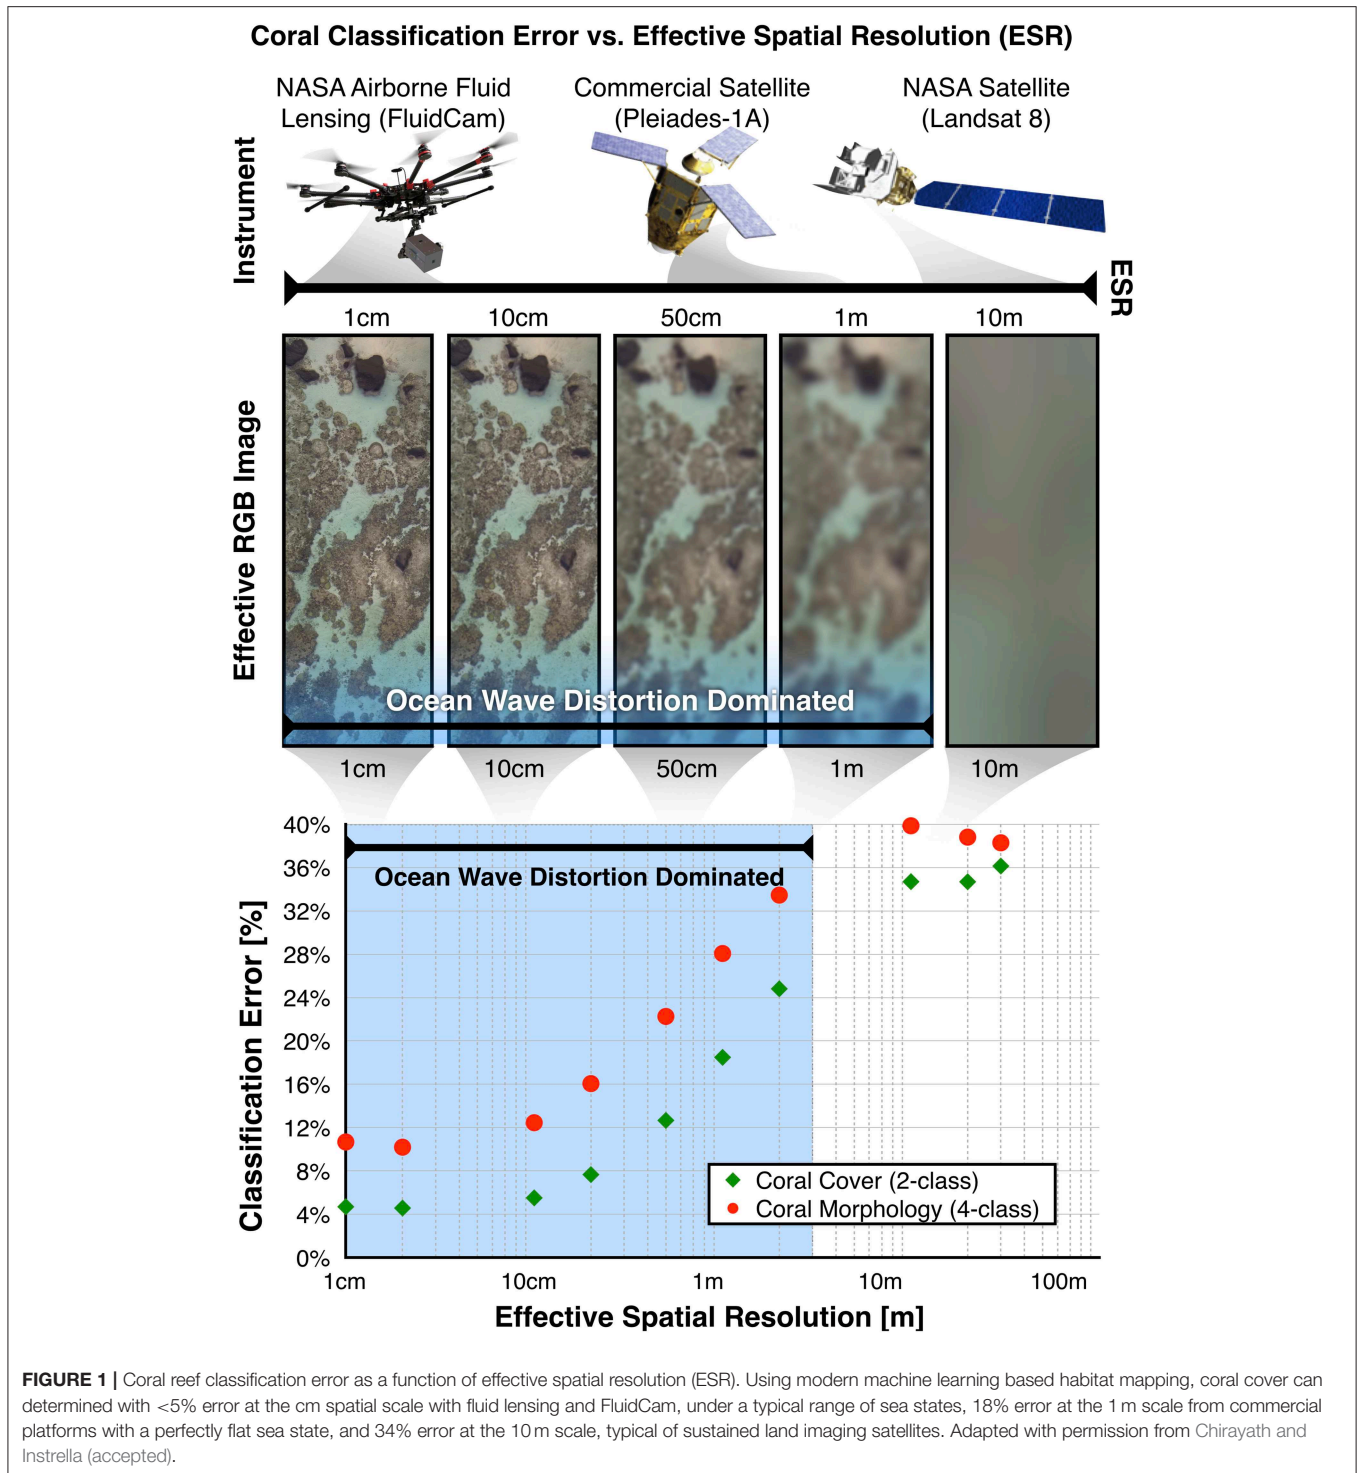 Coral Classification Error vs. Effective Spatial Resolution (ESR)
NASA Airborne Fluid
Lensing (FluidCam)
Commercial Satellite
(Pleiades-1A)
NASA Satellite
(Landsat 8)
Instrument
ESR
1cm 10cm 50cm 1m 10m
Effective RGB Image
Ocean Wave Distortion Dominated
1cm 10cm 50cm 1m 10m
40%
Ocean Wave Distortion Dominated
36%
32%
28%
24%
20%
16%
12%
8%
4%
0%
Classification Error [%]
Coral Cover (2-class)
Coral Morphology (4-class)
1cm 10cm 1m 10m 100m
Effective Spatial Resolution [m]
FIGURE 1 | Coral reef classification error as a function of effective spatial resolution (ESR). Using modern machine learning based habitat mapping, coral cover can
determined with <5% error at the cm spatial scale with fluid lensing and FluidCam, under a typical range of sea states, 18% error at the 1 m scale from commercial
platforms with a perfectly flat sea state, and 34% error at the 10 m scale, typical of sustained land imaging satellites. Adapted with permission from Chirayath and
Instrella (accepted).